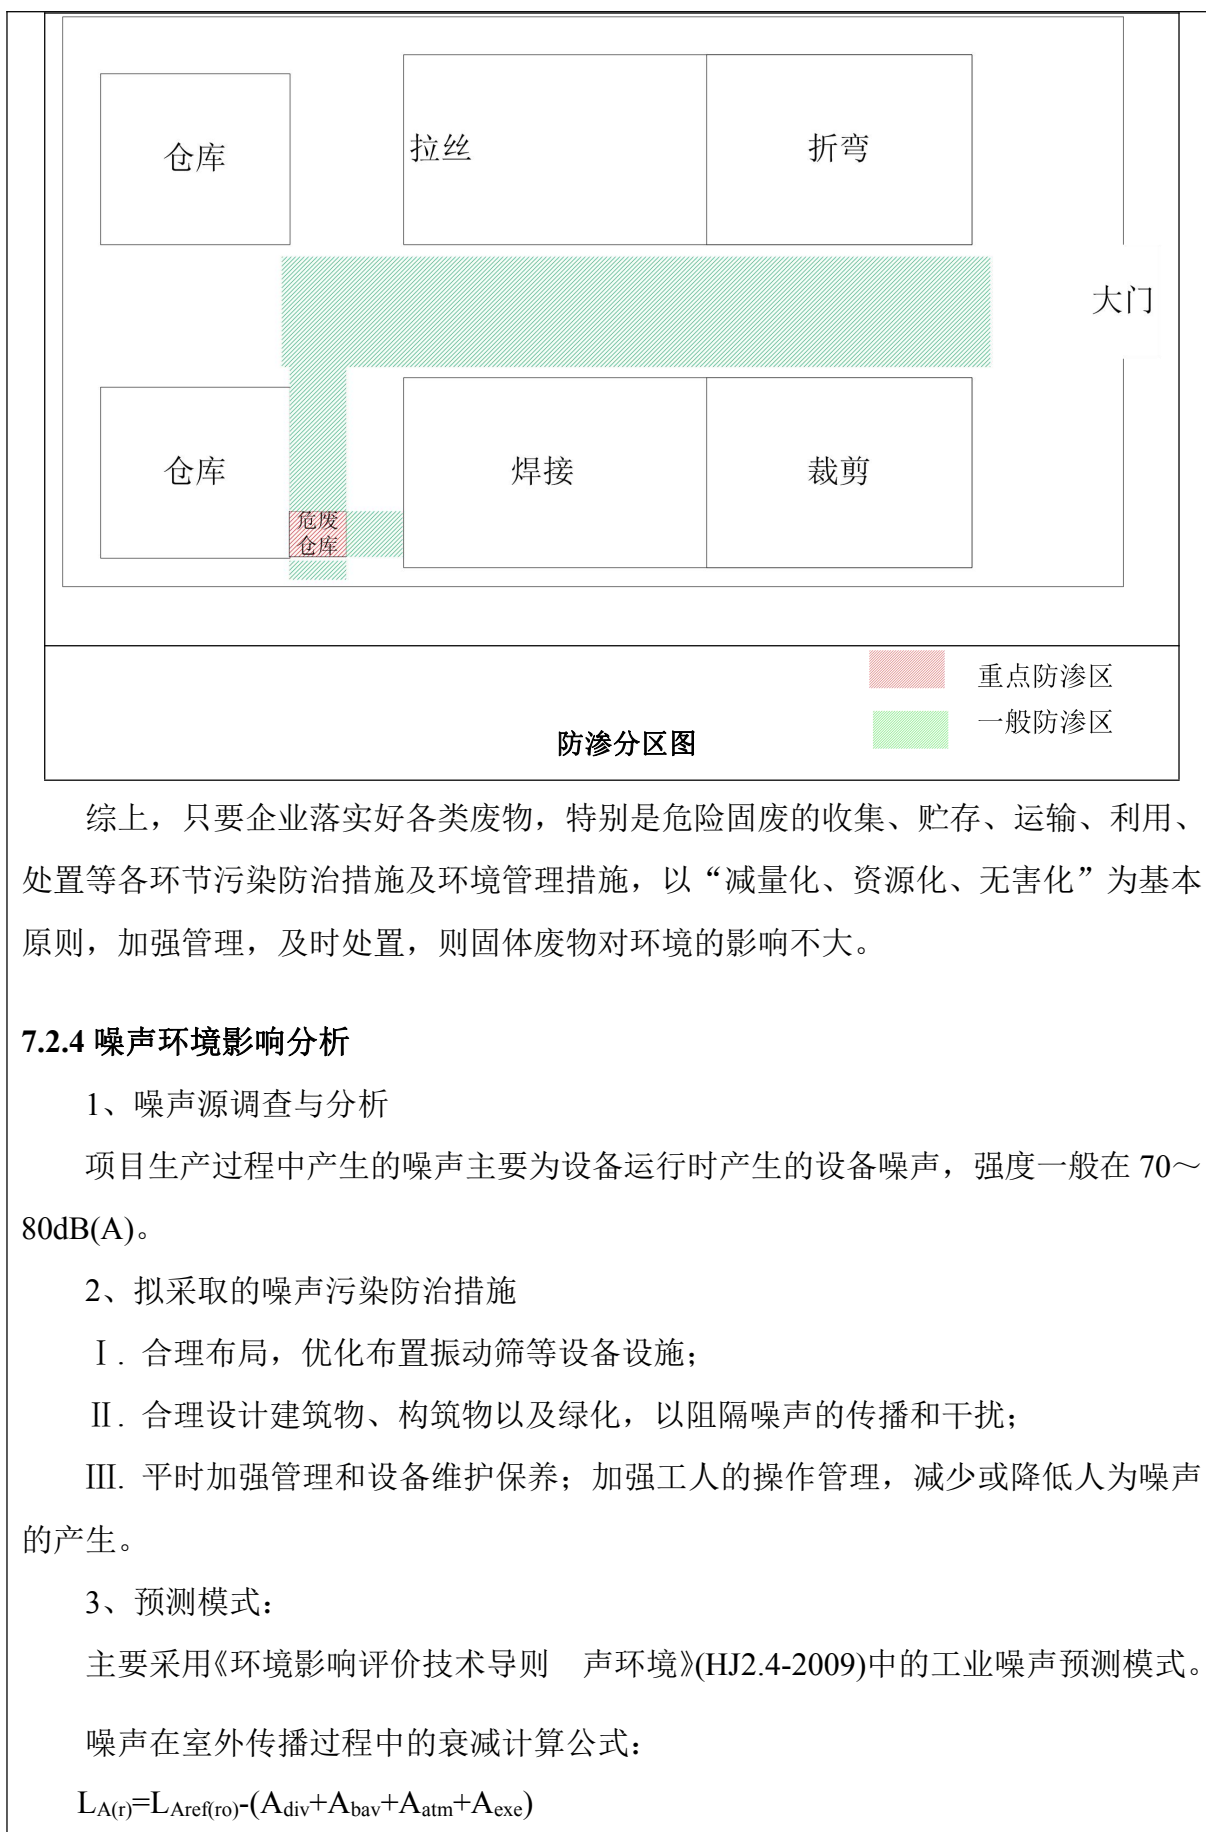 仓库
拉丝
折弯
大门
仓库
焊接
裁剪
危废
仓库
重点防渗区
一般防渗区
防渗分区图
综上，只要企业落实好各类废物，特别是危险固废的收集、贮存、运输、利用、
处置等各环节污染防治措施及环境管理措施，以“减量化、资源化、无害化”为基本
原则，加强管理，及时处置，则固体废物对环境的影响不大。
7.2.4 噪声环境影响分析
1、噪声源调查与分析
项目生产过程中产生的噪声主要为设备运行时产生的设备噪声，强度一般在 70～
80dB(A)。
2、拟采取的噪声污染防治措施
Ⅰ. 合理布局，优化布置振动筛等设备设施；
Ⅱ. 合理设计建筑物、构筑物以及绿化，以阻隔噪声的传播和干扰；
Ⅲ. 平时加强管理和设备维护保养；加强工人的操作管理，减少或降低人为噪声
的产生。
3、预测模式：
主要采用《环境影响评价技术导则　声环境》(HJ2.4-2009)中的工业噪声预测模式。
噪声在室外传播过程中的衰减计算公式：
LA(r)=LAref(ro)-(Adiv+Abav+Aatm+Aexe)